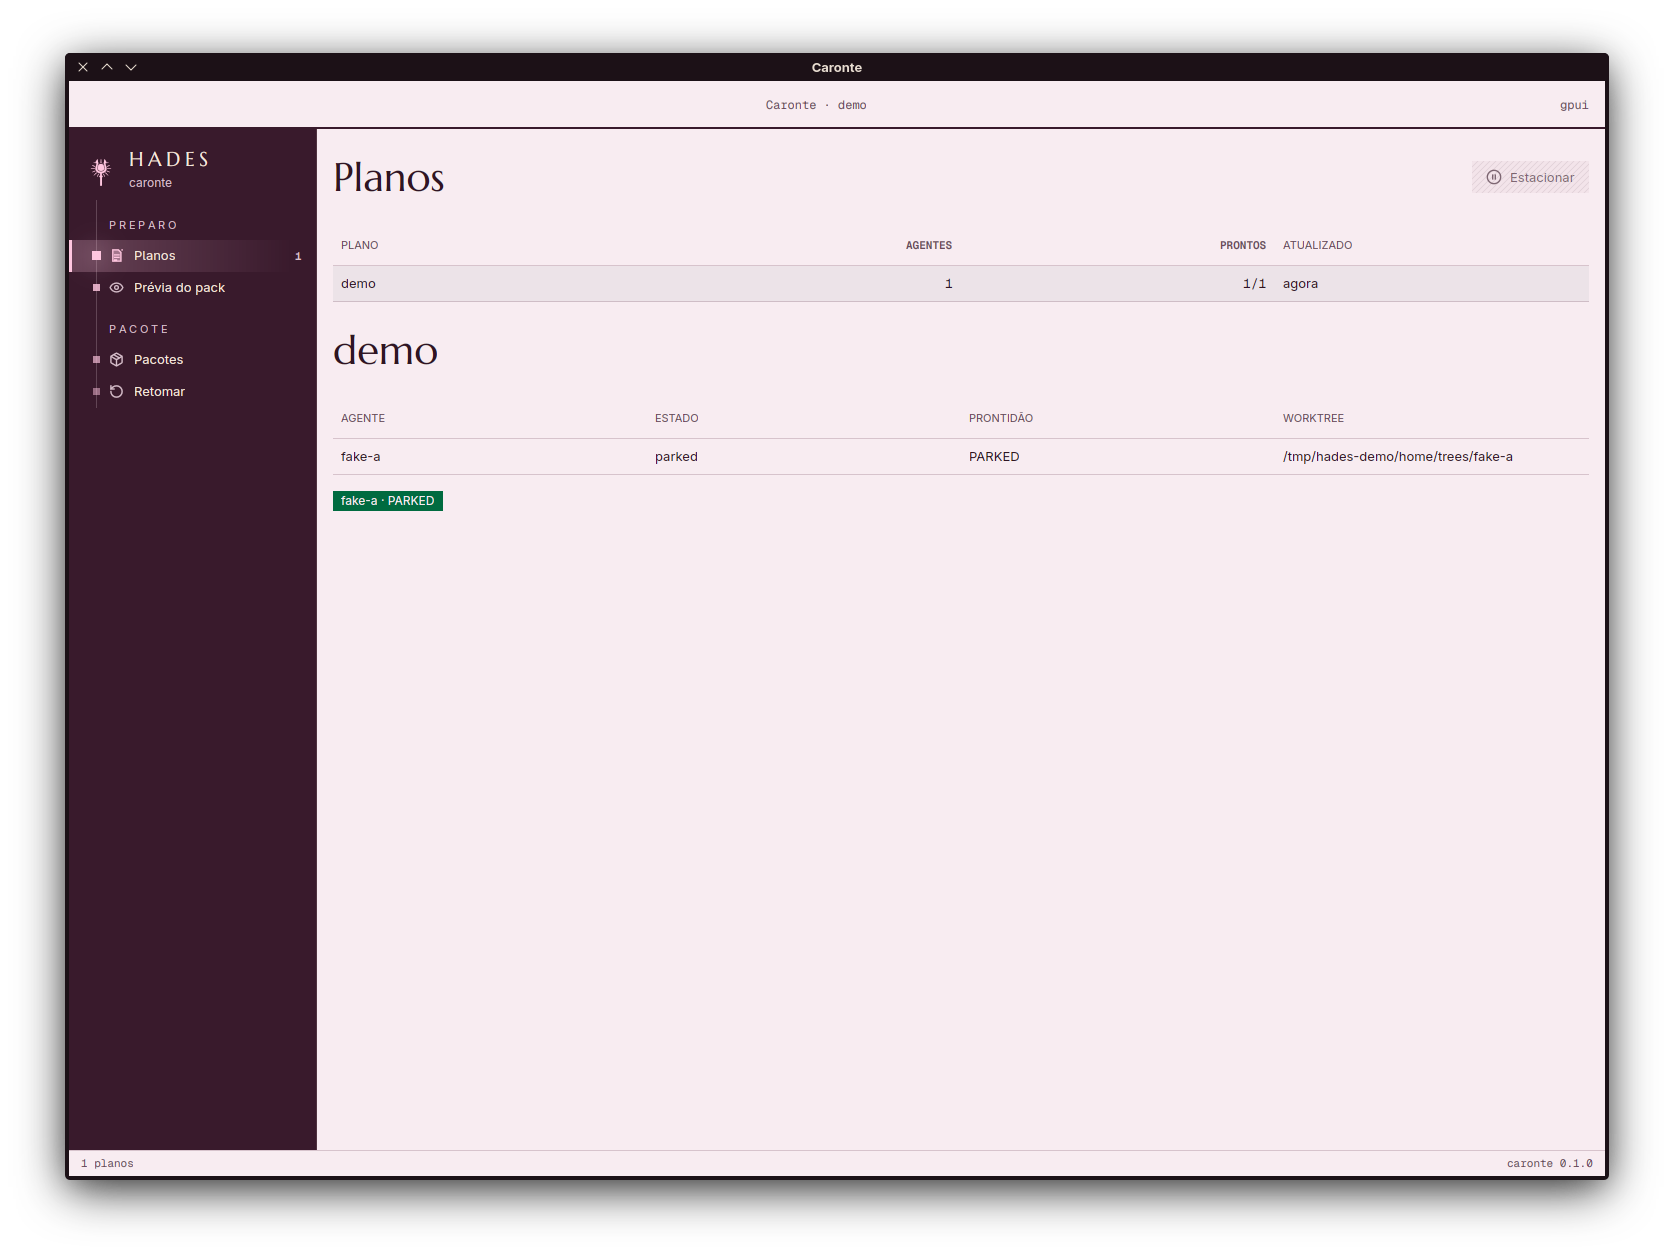 Caronte
Caronte · demo
gpui
HADES
caronte
PREPARO
Planos 1
Prévia do pack
PACOTE
Pacotes
Retomar
Planos
Estacionar
PLANO AGENTES PRONTOS ATUALIZADO
demo 1 1/1 agora
demo
AGENTE ESTADO PRONTIDÃO WORKTREE
fake-a parked PARKED /tmp/hades-demo/home/trees/fake-a
fake-a · PARKED
1 planos
caronte 0.1.0